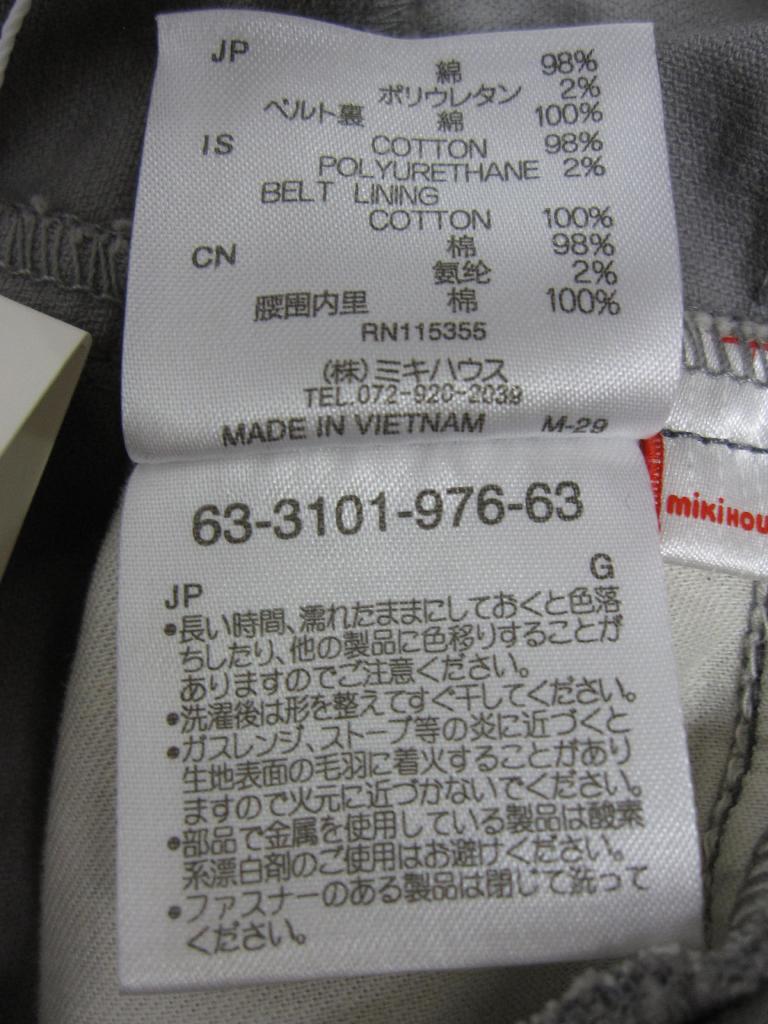 JP
綿 98%
ポリウレタン 2%
ベルト裏 綿 100%
IS COTTON 98%
POLYURETHANE 2%
BELT LINING
COTTON 100%
CN 棉 98%
氨纶 2%
腰围内里 棉 100%
RN115355
(株)ミキハウス
TEL.072-920-2039
MADE IN VIETNAM M-29
mikiHOU
63-3101-976-63
G
JP
•長い時間、濡れたままにしておくと色落
ちしたり、他の製品に色移りすることが
ありますのでご注意ください。
•洗濯後は形を整えてすぐ干してください。
•ガスレンジ、ストーブ等の炎に近づくと
生地表面の毛羽に着火することがあり
ますので火元に近づかないでください。
•部品で金属を使用している製品は酸素
系漂白剤のご使用はお避けください。
•ファスナーのある製品は閉じて洗って
ください。